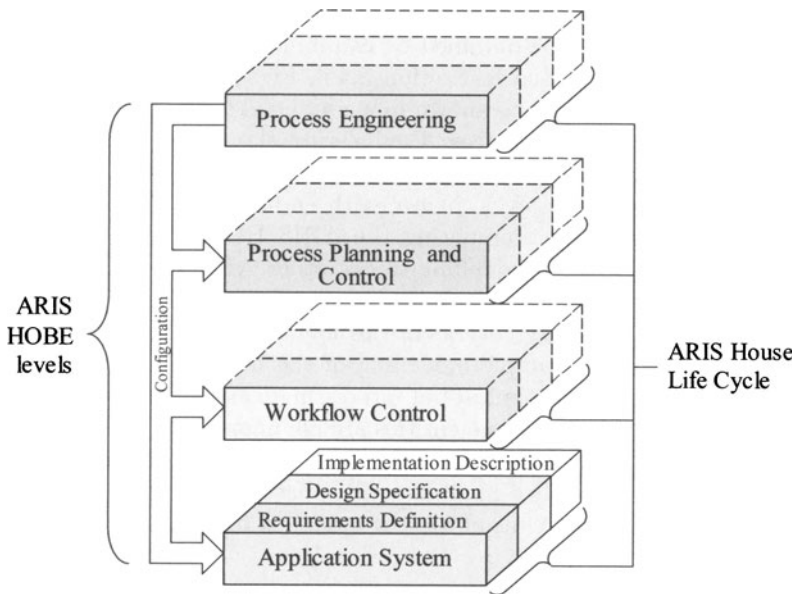 Process Engineering
Process Planning and
Control
ARIS
HOBE
levels
Configuration
ARIS House
Life Cycle
Workflow Control
Implementation Description
Design Specification
Requirements Definition
Application System